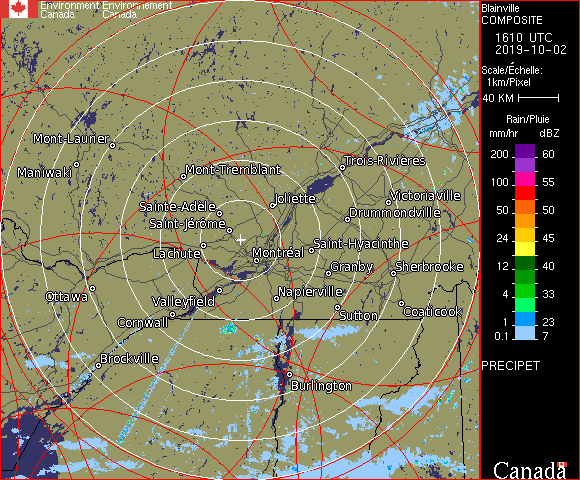 Environment Environnement
Canada Canada
Blainville
COMPOSITE
1610 UTC
2019-10-02
Scale/Échelle:
1km/Pixel
40 KM
Rain/Pluie
mm/hr dBZ
200 60
100 55
50 50
24 45
12 40
4 33
1 23
0.1 7
PRECIPET
Canada
Mont-Laurier
Maniwaki
Mont-Tremblant
Trois-Rivières
Sainte-Adèle
Joliette
Victoriaville
Saint-Jérôme
Drummondville
Lachute
Montréal
Saint-Hyacinthe
Granby
Sherbrooke
Ottawa
Valleyfield
Napierville
Cornwall
Sutton
Coaticook
Brockville
Burlington